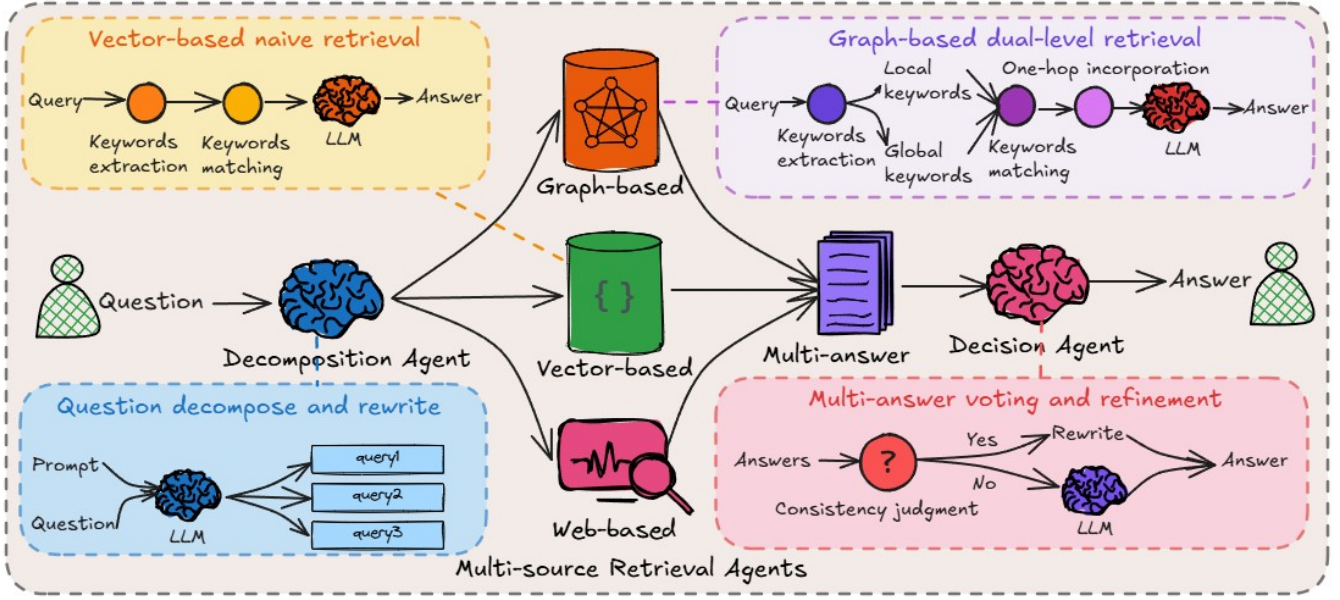 Vector-based naive retrieval
Query
Keywords
extraction
Keywords
matching
LLM
Answer
Graph-based
Graph-based dual-level retrieval
Query
Keywords
extraction
Local
keywords
Global
keywords
One-hop incorporation
Keywords
matching
LLM
Answer
Question
Decomposition Agent
{}
Vector-based
Multi-answer
Decision Agent
Answer
Question decompose and rewrite
Prompt
Question
LLM
query1
query2
query3
Web-based
Multi-answer voting and refinement
Answers
?
Consistency judgment
Yes
No
Rewrite
LLM
Answer
Multi-source Retrieval Agents